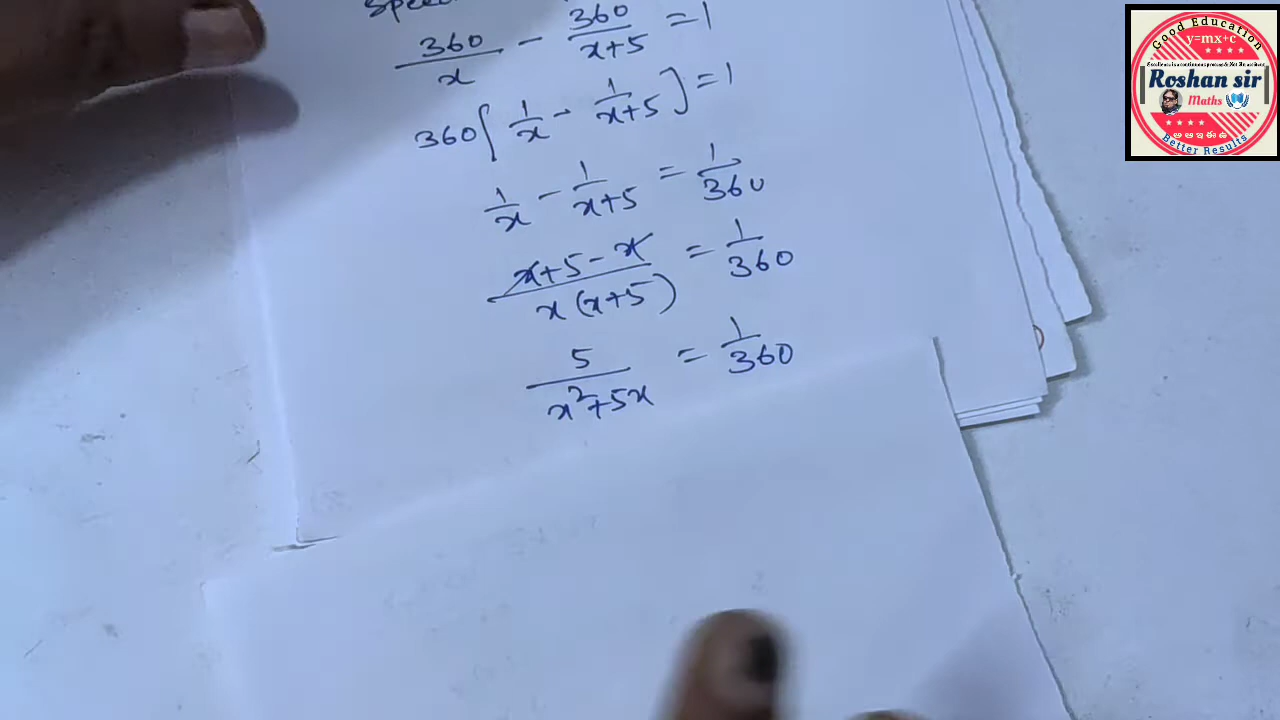 360/x - 360/x+5 = 1
360[1/x - 1/x+5] = 1
1/x - 1/x+5 = 1/360
x+5-x/x(x+5) = 1/360
5/x²+5x = 1/360
Good Education
y=mx+c
Roshan sir
Maths
Better Results